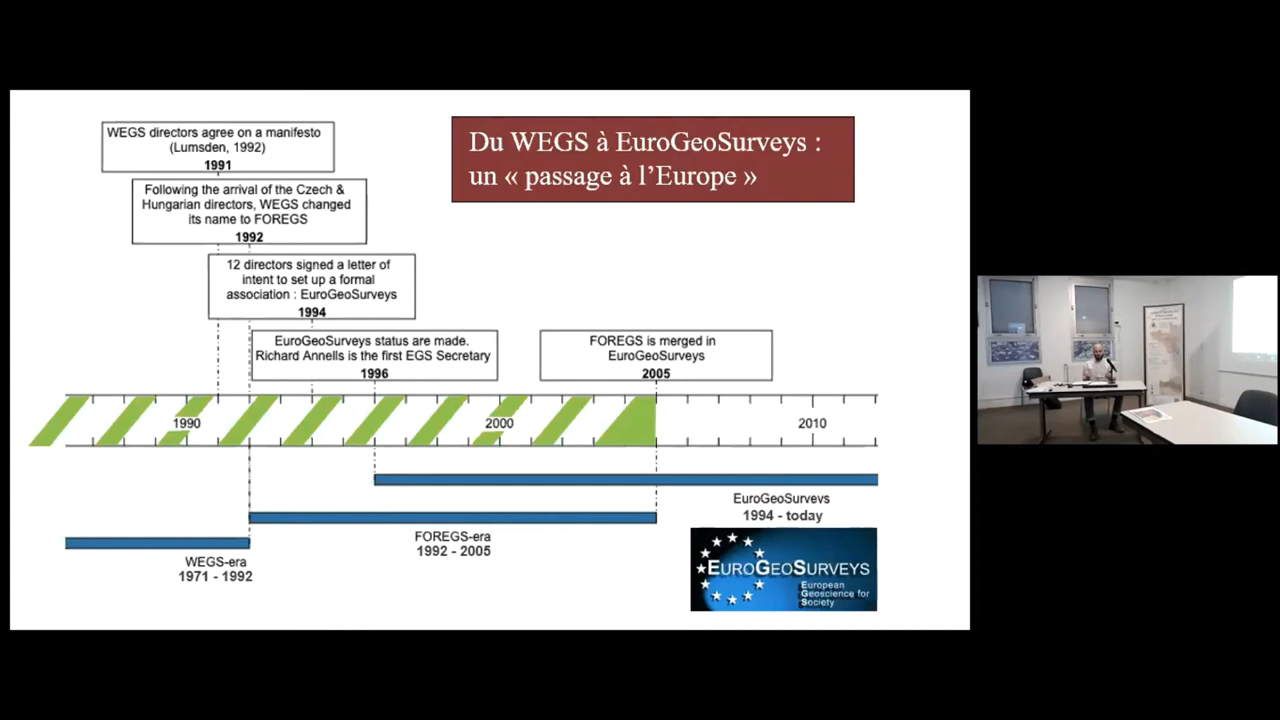 WEGS directors agree on a manifesto
(Lumsden, 1992)
1991
Following the arrival of the Czech &
Hungarian directors, WEGS changed
its name to FOREGS
1992
12 directors signed a letter of
intent to set up a formal
association : EuroGeoSurveys
1994
EuroGeoSurveys status are made.
Richard Annells is the first EGS Secretary
1996
FOREGS is merged in
EuroGeoSurveys
2005
Du WEGS à EuroGeoSurveys :
un « passage à l’Europe »
1990
2000
2010
EuroGeoSurveys
1994 - today
FOREGS-era
1992 - 2005
WEGS-era
1971 - 1992
EUROGEOSURVEYS
European
Geoscience for
Society